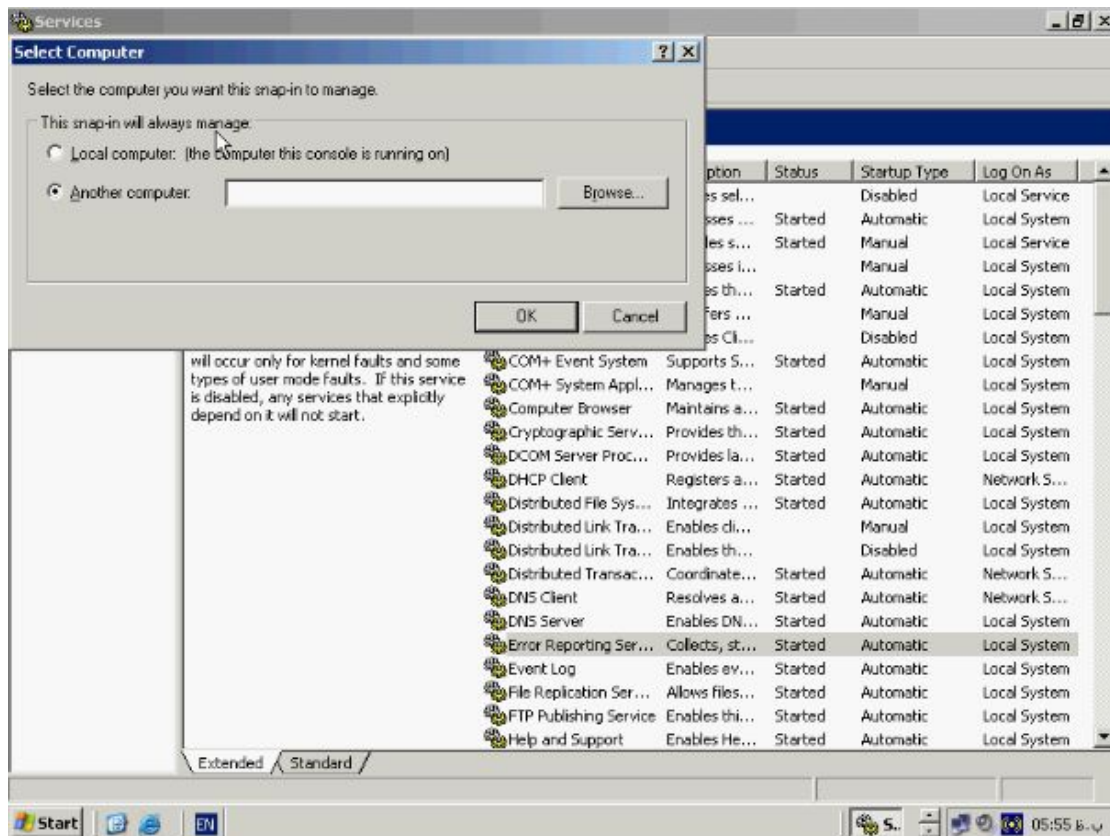 Services
Select Computer
Select the computer you want this snap-in to manage.
This snap-in will always manage:
Local computer: (the computer this console is running on)
Another computer:
Browse...
OK Cancel
ption Status Startup Type Log On As
es sel... Disabled Local Service
sses ... Started Automatic Local System
les s... Started Manual Local Service
sses i... Manual Local System
es th... Started Automatic Local System
fers ... Manual Local System
es Cli... Disabled Local System
will occur only for kernel faults and some
types of user mode faults. If this service
is disabled, any services that explicitly
depend on it will not start.
COM+ Event System Supports S... Started Automatic Local System
COM+ System Appl... Manages t... Manual Local System
Computer Browser Maintains a... Started Automatic Local System
Cryptographic Serv... Provides th... Started Automatic Local System
DCOM Server Proc... Provides la... Started Automatic Local System
DHCP Client Registers a... Started Automatic Network S...
Distributed File Sys... Integrates ... Started Automatic Local System
Distributed Link Tra... Enables cli... Manual Local System
Distributed Link Tra... Enables th... Disabled Local System
Distributed Transac... Coordinate... Started Automatic Network S...
DNS Client Resolves a... Started Automatic Network S...
DNS Server Enables DN... Started Automatic Local System
Error Reporting Ser... Collects, st... Started Automatic Local System
Event Log Enables ev... Started Automatic Local System
File Replication Ser... Allows files... Started Automatic Local System
FTP Publishing Service Enables thi... Started Automatic Local System
Help and Support Enables He... Started Automatic Local System
Extended Standard
Start EN S.. 05:55 ب.ظ